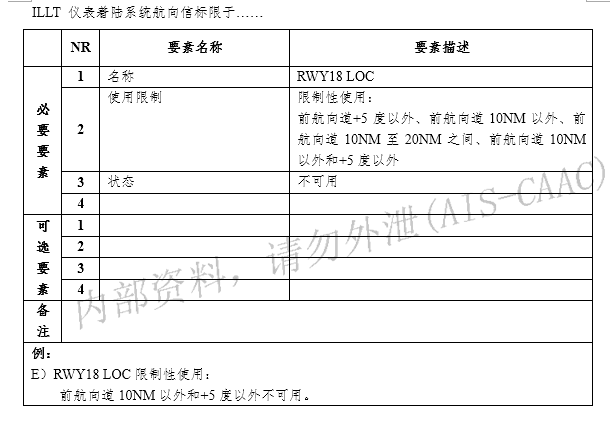 ILLT 仪表着陆系统航向信标限于……
NR 要素名称 要素描述
必要要素
1 名称 RWY18 LOC
2 使用限制 限制性使用：
前航向道+5 度以外、前航向道 10NM 以外、前
航向道 10NM 至 20NM 之间、前航向道 10NM
以外和+5 度以外
3 状态 不可用
4
可选要素
1
2
3
4
备注
例：
E）RWY18 LOC 限制性使用：
前航向道 10NM 以外和+5 度以外不可用。
内部资料，请勿外泄(AIS-CAAC)